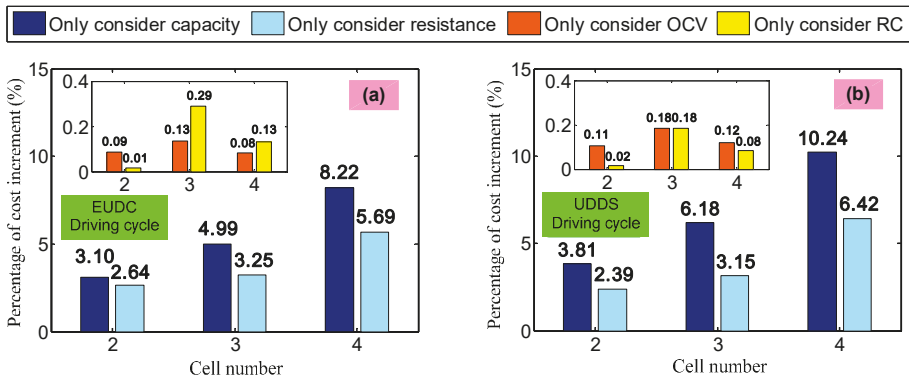 Only consider capacity Only consider resistance Only consider OCV Only consider RC
Percentage of cost increment (%)
15
10
5
0
0.4
0.2
0
0.09
0.01
0.13
0.29
0.08
0.13
2 3 4
(a)
EUDC
Driving cycle
3.10
2.64
4.99
3.25
8.22
5.69
2 3 4
Cell number
Percentage of cost increment (%)
15
10
5
0
0.4
0.2
0
0.11
0.02
0.18
0.18
0.12
0.08
2 3 4
(b)
UDDS
Driving cycle
3.81
2.39
6.18
3.15
10.24
6.42
2 3 4
Cell number